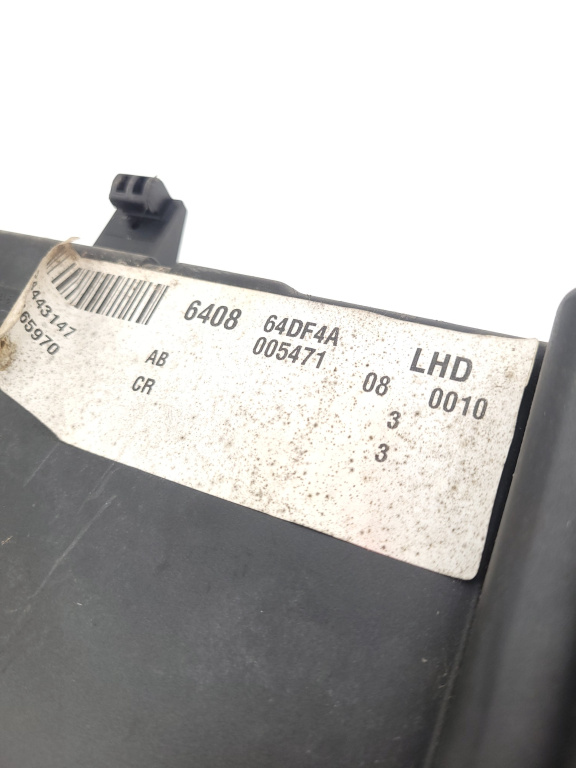 6408 64DF4A LHD
443147 005471 08 0010
65970 AB 3
CR 3